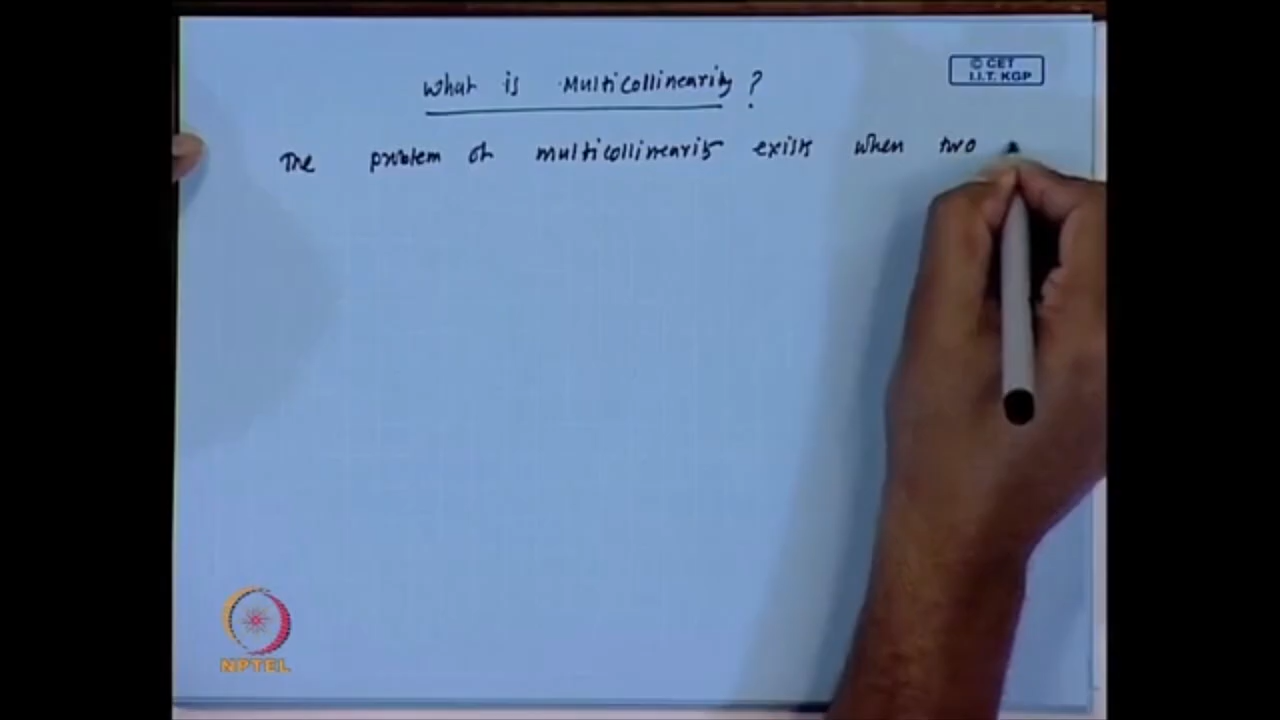 © CET
I.I.T. KGP
What is Multicollinearity ?
The problem of multicollinearity exists when two
NPTEL